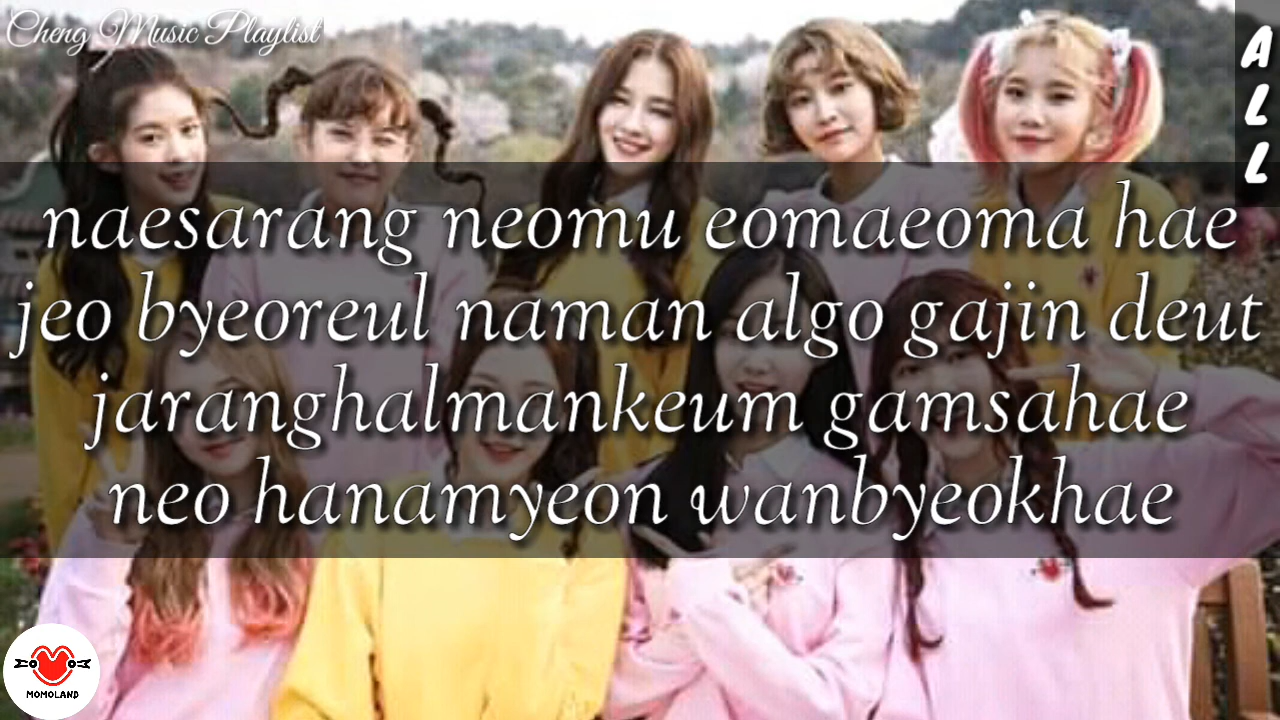 Cheng Music Playlist
ALL
naesarang neomu eomaeoma hae
jeo byeoreul naman algo gajin deut
jaranghalmankeum gamsahae
neo hanamyeon wanbyeokhae
MOMOLAND